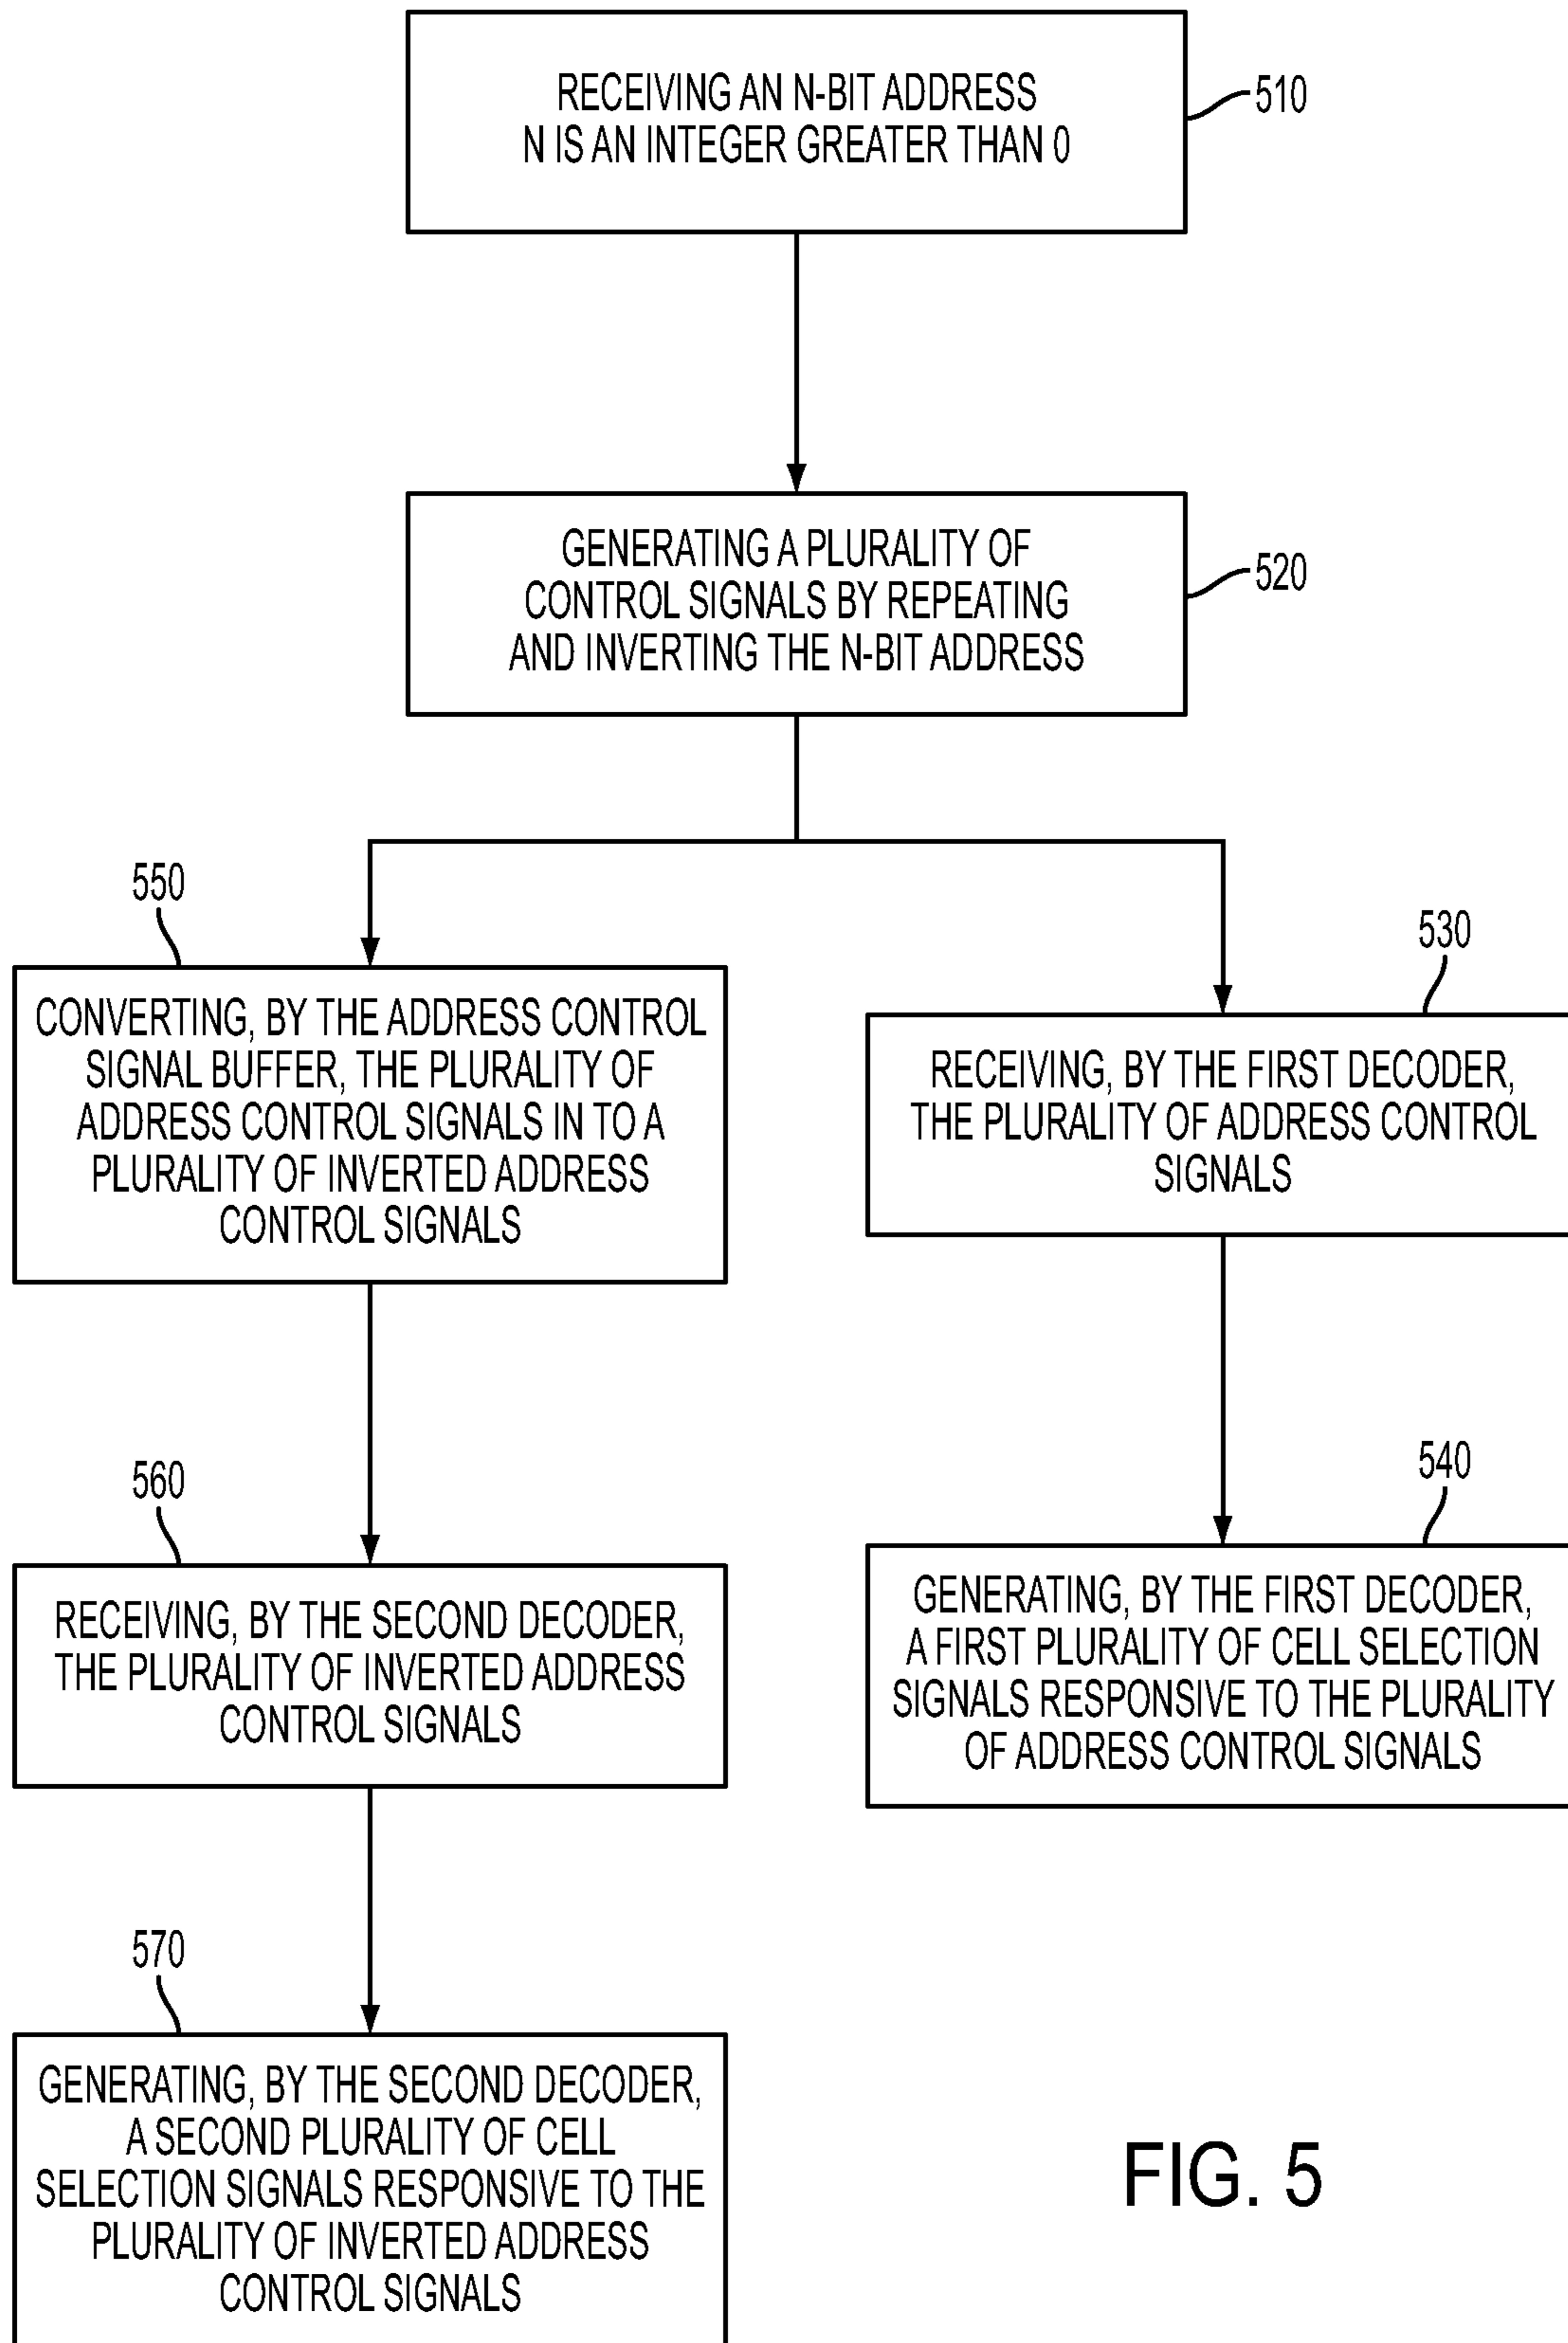 RECEIVING AN N-BIT ADDRESS
N IS AN INTEGER GREATER THAN 0
510
GENERATING A PLURALITY OF
CONTROL SIGNALS BY REPEATING
AND INVERTING THE N-BIT ADDRESS
520
550
CONVERTING, BY THE ADDRESS CONTROL
SIGNAL BUFFER, THE PLURALITY OF
ADDRESS CONTROL SIGNALS IN TO A
PLURALITY OF INVERTED ADDRESS
CONTROL SIGNALS
530
RECEIVING, BY THE FIRST DECODER,
THE PLURALITY OF ADDRESS CONTROL
SIGNALS
560
RECEIVING, BY THE SECOND DECODER,
THE PLURALITY OF INVERTED ADDRESS
CONTROL SIGNALS
540
GENERATING, BY THE FIRST DECODER,
A FIRST PLURALITY OF CELL SELECTION
SIGNALS RESPONSIVE TO THE PLURALITY
OF ADDRESS CONTROL SIGNALS
570
GENERATING, BY THE SECOND DECODER,
A SECOND PLURALITY OF CELL
SELECTION SIGNALS RESPONSIVE TO THE
PLURALITY OF INVERTED ADDRESS
CONTROL SIGNALS
FIG. 5